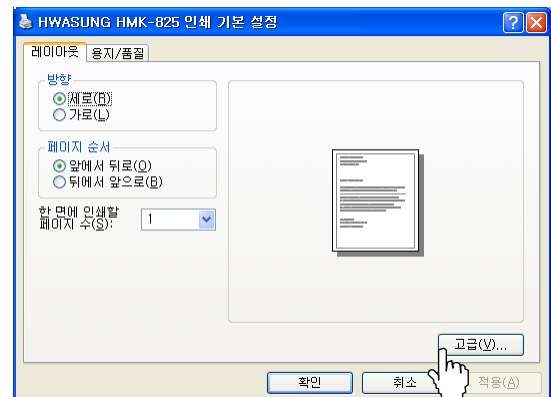 HWASUNG HMK-825 인쇄 기본 설정
레이아웃 용지/품질
방향
세로(R)
가로(L)
페이지 순서
앞에서 뒤로(O)
뒤에서 앞으로(B)
한 면에 인쇄할
페이지 수(S): 1
고급(V)...
확인 취소 적용(A)